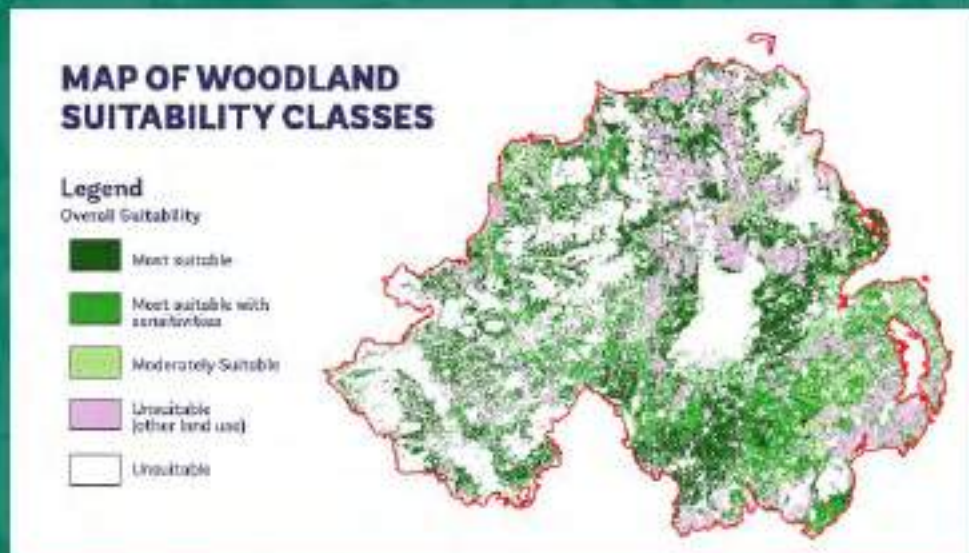 MAP OF WOODLAND
SUITABILITY CLASSES
Legend
Overall Suitability
Most suitable
Most suitable with
sensitivities
Moderately Suitable
Unsuitable
(other land use)
Unsuitable